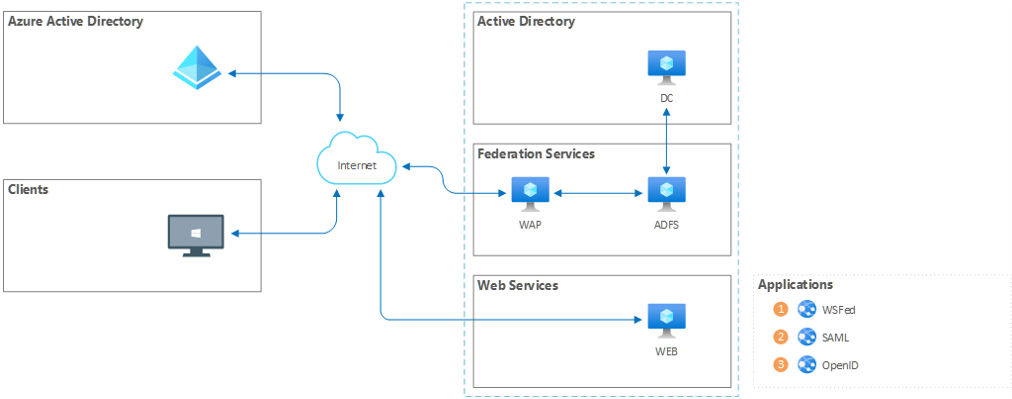 Azure Active Directory
Clients
Internet
Active Directory
DC
Federation Services
WAP
ADFS
Web Services
WEB
Applications
1 WSFed
2 SAML
3 OpenID